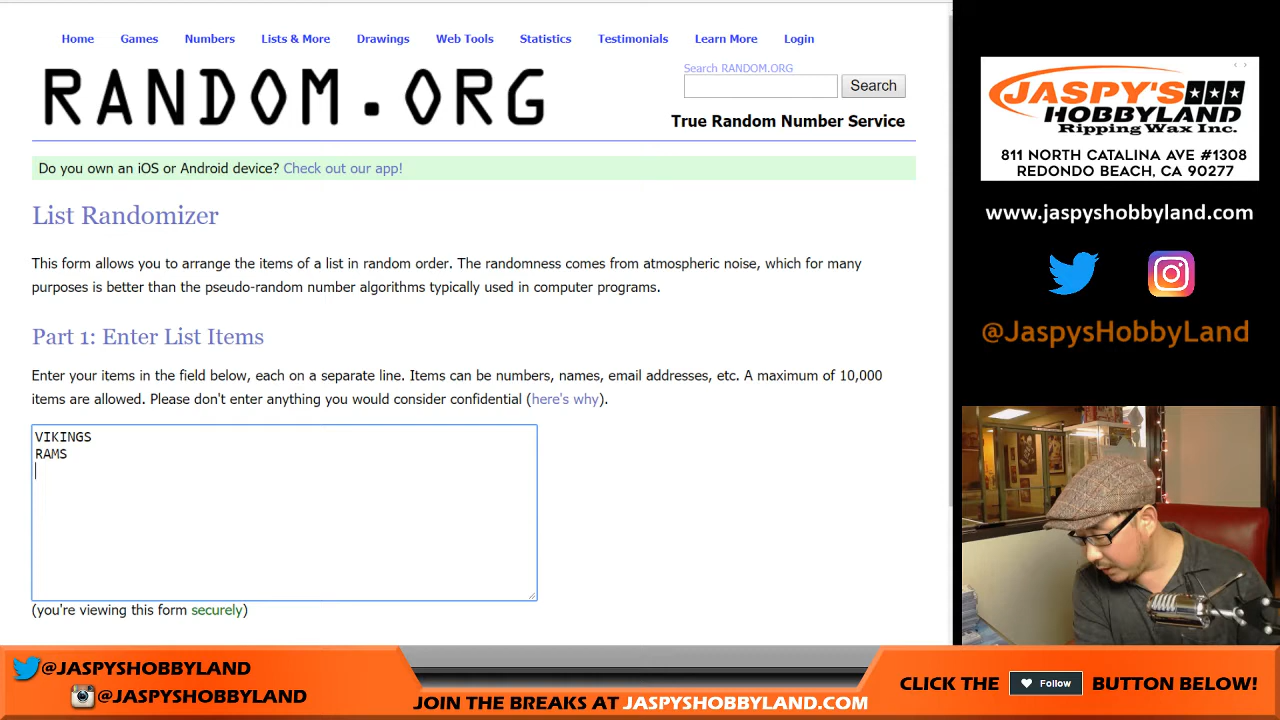 Home Games Numbers Lists & More Drawings Web Tools Statistics Testimonials Learn More Login
RANDOM.ORG
Search RANDOM.ORG
Search
True Random Number Service
Do you own an iOS or Android device? Check out our app!
List Randomizer
This form allows you to arrange the items of a list in random order. The randomness comes from atmospheric noise, which for many
purposes is better than the pseudo-random number algorithms typically used in computer programs.
Part 1: Enter List Items
Enter your items in the field below, each on a separate line. Items can be numbers, names, email addresses, etc. A maximum of 10,000
items are allowed. Please don't enter anything you would consider confidential (here's why).
VIKINGS
RAMS
(you're viewing this form securely)
JASPY'S
HOBBYLAND
Ripping Wax Inc.
811 NORTH CATALINA AVE #1308
REDONDO BEACH, CA 90277
www.jaspyshobbyland.com
@JaspysHobbyLand
@JASPYSHOBBYLAND
@JASPYSHOBBYLAND
JOIN THE BREAKS AT JASPYSHOBBYLAND.COM
CLICK THE Follow BUTTON BELOW!